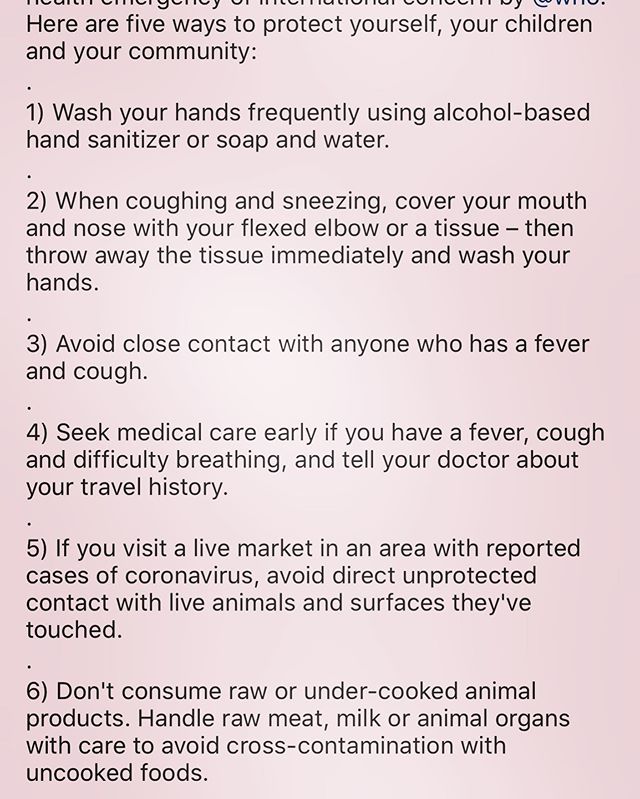 health emergency of international concern by @who.
Here are five ways to protect yourself, your children
and your community:
.
1) Wash your hands frequently using alcohol-based
hand sanitizer or soap and water.
.
2) When coughing and sneezing, cover your mouth
and nose with your flexed elbow or a tissue – then
throw away the tissue immediately and wash your
hands.
.
3) Avoid close contact with anyone who has a fever
and cough.
.
4) Seek medical care early if you have a fever, cough
and difficulty breathing, and tell your doctor about
your travel history.
.
5) If you visit a live market in an area with reported
cases of coronavirus, avoid direct unprotected
contact with live animals and surfaces they've
touched.
.
6) Don't consume raw or under-cooked animal
products. Handle raw meat, milk or animal organs
with care to avoid cross-contamination with
uncooked foods.